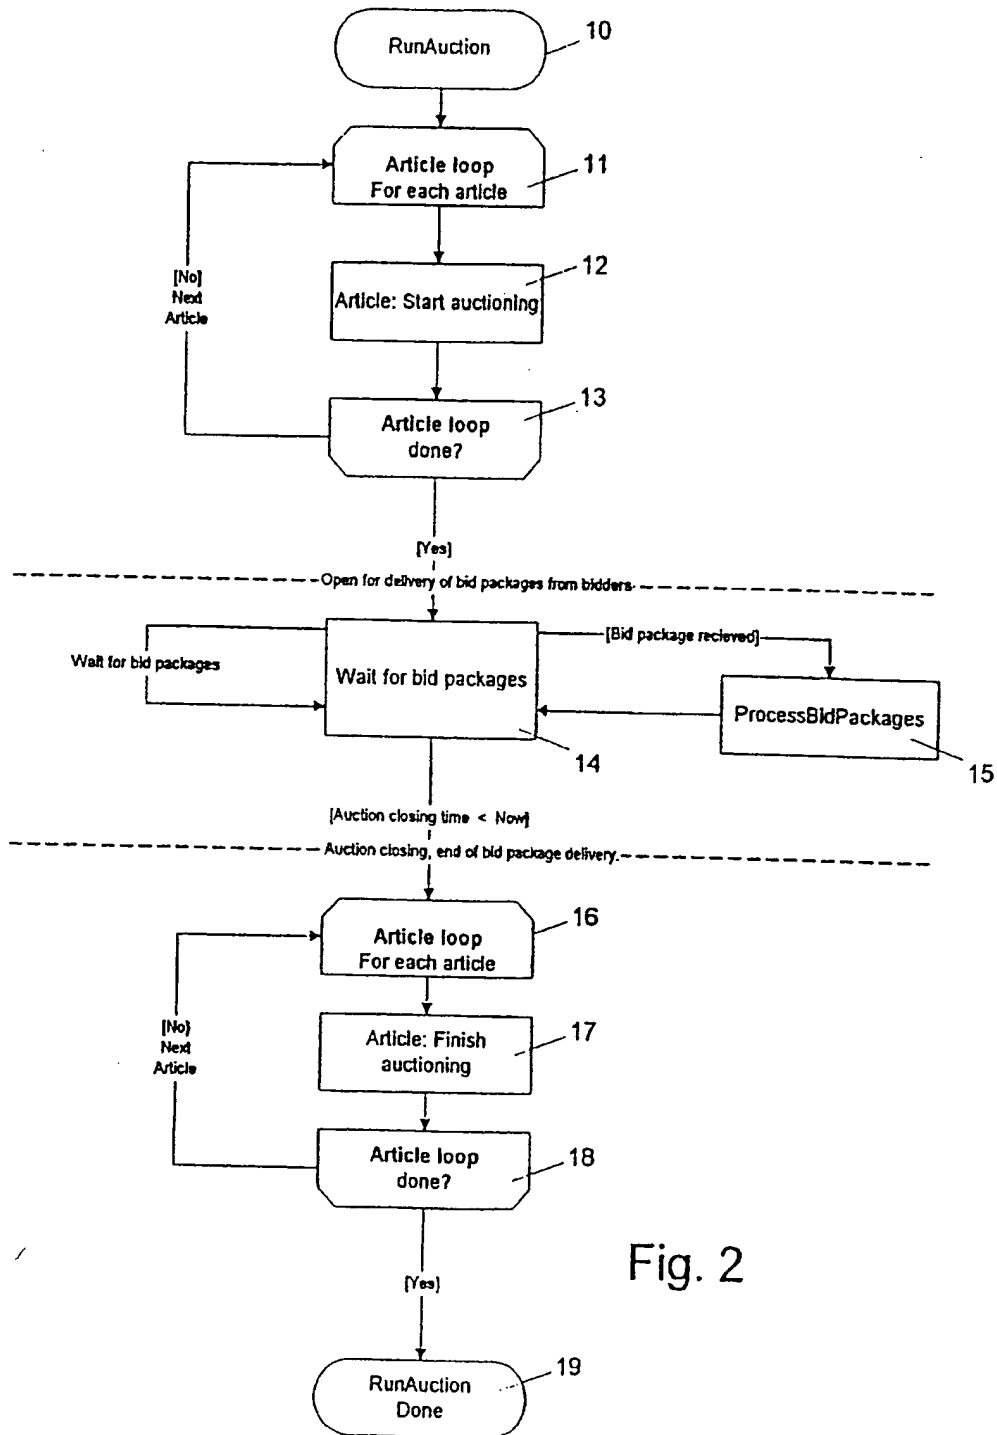 RunAuction
10
Article loop
For each article
11
[No]
Next
Article
12
Article: Start auctioning
13
Article loop
done?
[Yes]
Open for delivery of bid packages from bidders
Wait for bid packages
Wait for bid packages
[Bid package recieved]
ProcessBidPackages
14
15
[Auction closing time < Now]
Auction closing, end of bid package delivery.
16
Article loop
For each article
[No]
Next
Article
Article: Finish
auctioning
17
Article loop
done?
18
Fig. 2
[Yes]
19
RunAuction
Done